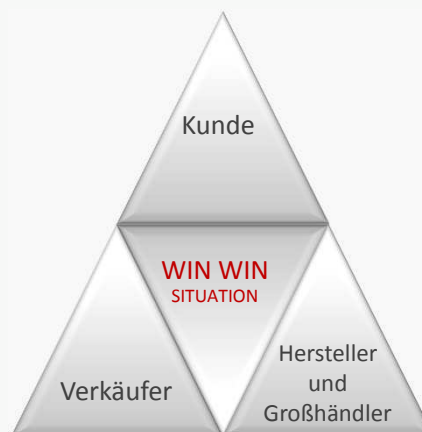 Kunde
WIN WIN
SITUATION
Verkäufer
Hersteller
und
Großhändler